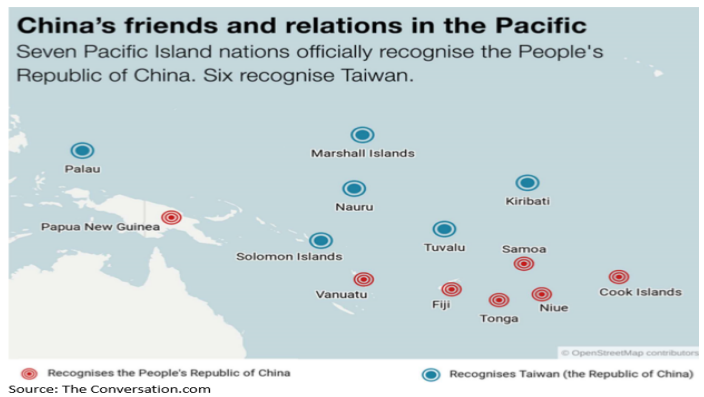 China's friends and relations in the Pacific
Seven Pacific Island nations officially recognise the People's
Republic of China. Six recognise Taiwan.
Palau
Marshall Islands
Nauru
Kiribati
Papua New Guinea
Solomon Islands
Tuvalu
Samoa
Vanuatu
Fiji
Tonga
Niue
Cook Islands
© OpenStreetMap contributors
Recognises the People's Republic of China
Recognises Taiwan (the Republic of China)
Source: The Conversation.com